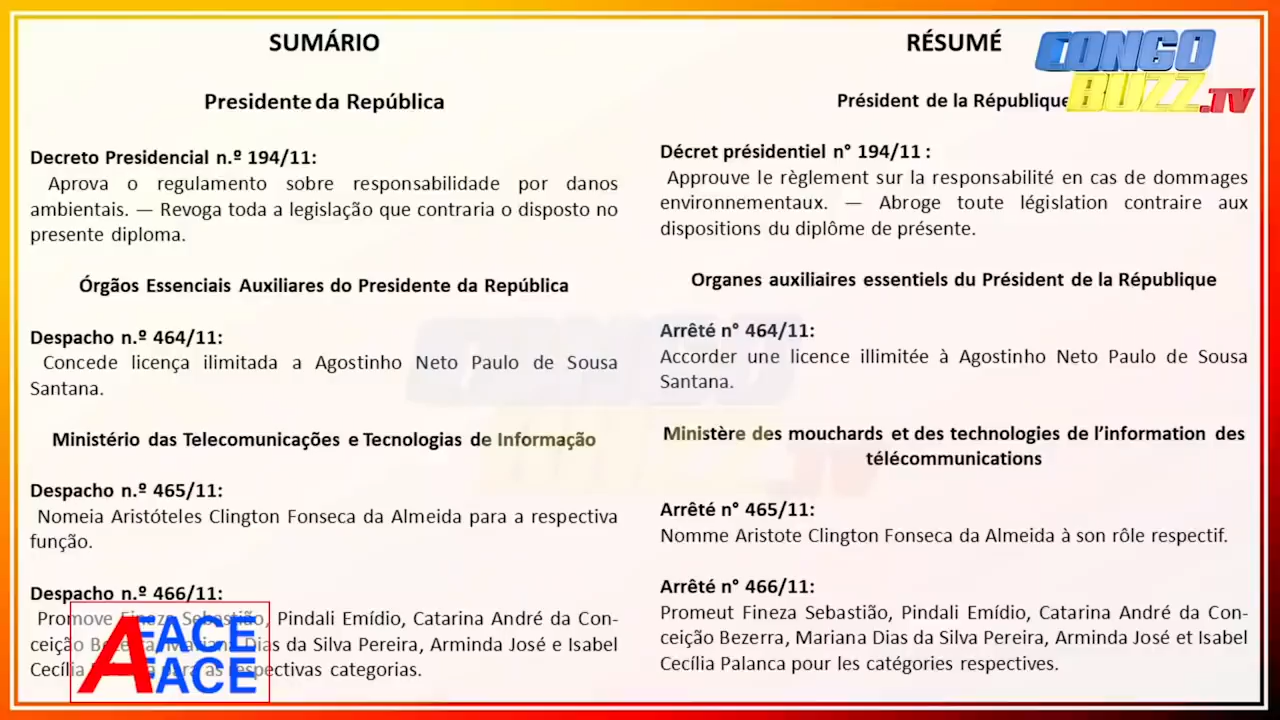 SUMÁRIO
Presidente da República
Decreto Presidencial n.º 194/11:
Aprova o regulamento sobre responsabilidade por danos
ambientais. — Revoga toda a legislação que contraria o disposto no
presente diploma.
Órgãos Essenciais Auxiliares do Presidente da República
Despacho n.º 464/11:
Concede licença ilimitada a Agostinho Neto Paulo de Sousa
Santana.
Ministério das Telecomunicações e Tecnologias de Informação
Despacho n.º 465/11:
Nomeia Aristóteles Clington Fonseca da Almeida para a respectiva
função.
Despacho n.º 466/11:
Promove Fineza Sebastião, Pindali Emídio, Catarina André da Con-
ceição Bezerra, Mariana Dias da Silva Pereira, Arminda José e Isabel
Cecília Palanca para as respectivas categorias.
A FACE
FACE
RÉSUMÉ
CONGO
BUZZ.TV
Président de la République
Décret présidentiel n° 194/11 :
Approuve le règlement sur la responsabilité en cas de dommages
environnementaux. — Abroge toute législation contraire aux
dispositions du diplôme de présente.
Organes auxiliaires essentiels du Président de la République
Arrêté n° 464/11:
Accorder une licence illimitée à Agostinho Neto Paulo de Sousa
Santana.
Ministère des mouchards et des technologies de l’information des
télécommunications
Arrêté n° 465/11:
Nomme Aristote Clington Fonseca da Almeida à son rôle respectif.
Arrêté n° 466/11:
Promeut Fineza Sebastião, Pindali Emídio, Catarina André da Con-
ceição Bezerra, Mariana Dias da Silva Pereira, Arminda José et Isabel
Cecília Palanca pour les catégories respectives.